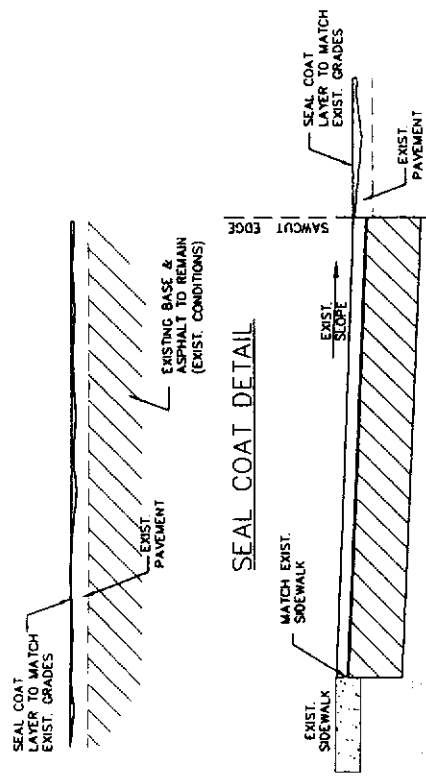 SEAL COAT
LAYER TO MATCH
EXIST. GRADES
EXIST.
PAVEMENT
EXISTING BASE &
ASPHALT TO REMAIN
(EXIST. CONDITIONS)
SEAL COAT DETAIL
EXIST.
SIDEWALK
MATCH EXIST.
SIDEWALK
EXIST.
SLOPE
SAWCUT EDGE
SEAL COAT
LAYER TO MATCH
EXIST. GRADES
EXIST.
PAVEMENT